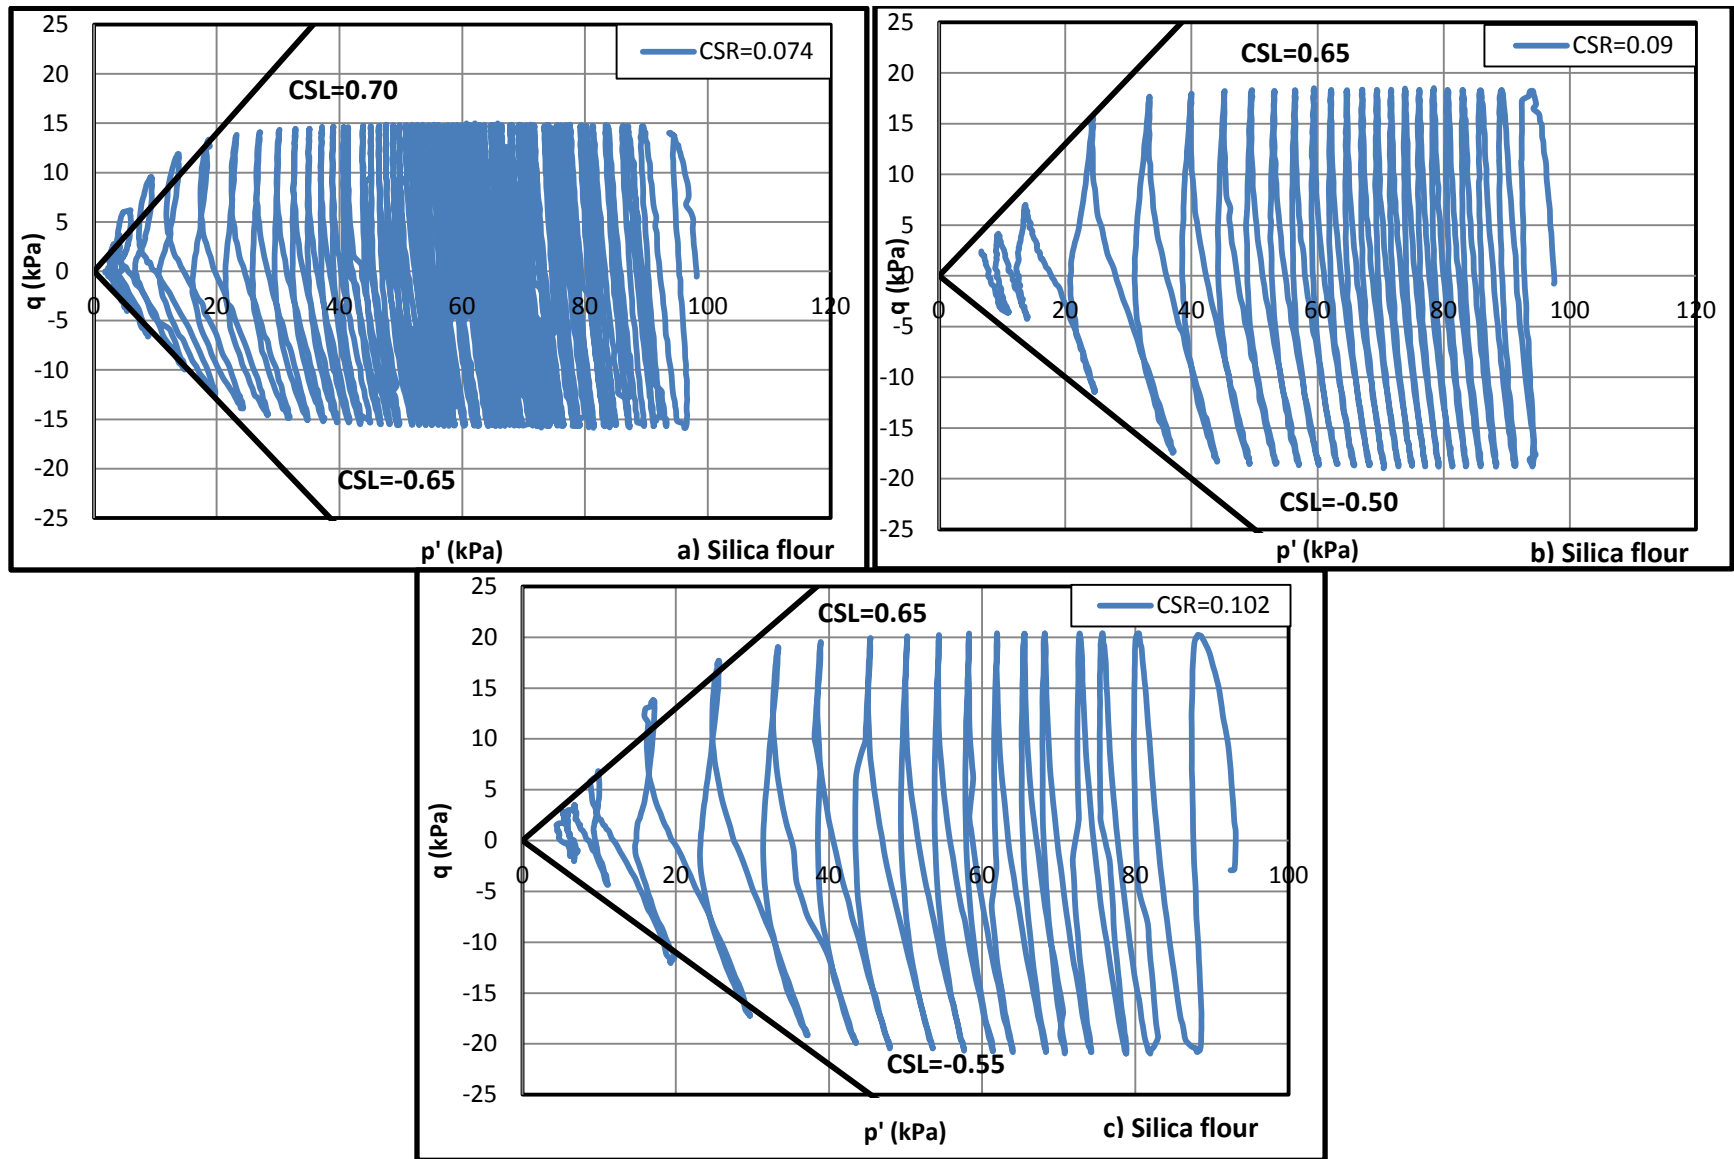 25
20
15
10
5
0
-5
-10
-15
-20
-25
q (kPa)
CSR=0.074
CSL=0.70
0 20 40 60 80 100 120
CSL=-0.65
p' (kPa)
a) Silica flour
25
20
15
10
5
0
-5
-10
-15
-20
-25
q (kPa)
CSL=0.65
CSR=0.09
0 20 40 60 80 100 120
CSL=-0.50
p' (kPa)
b) Silica flour
25
20
15
10
5
0
-5
-10
-15
-20
-25
q (kPa)
CSL=0.65
CSR=0.102
0 20 40 60 80 100
CSL=-0.55
p' (kPa)
c) Silica flour